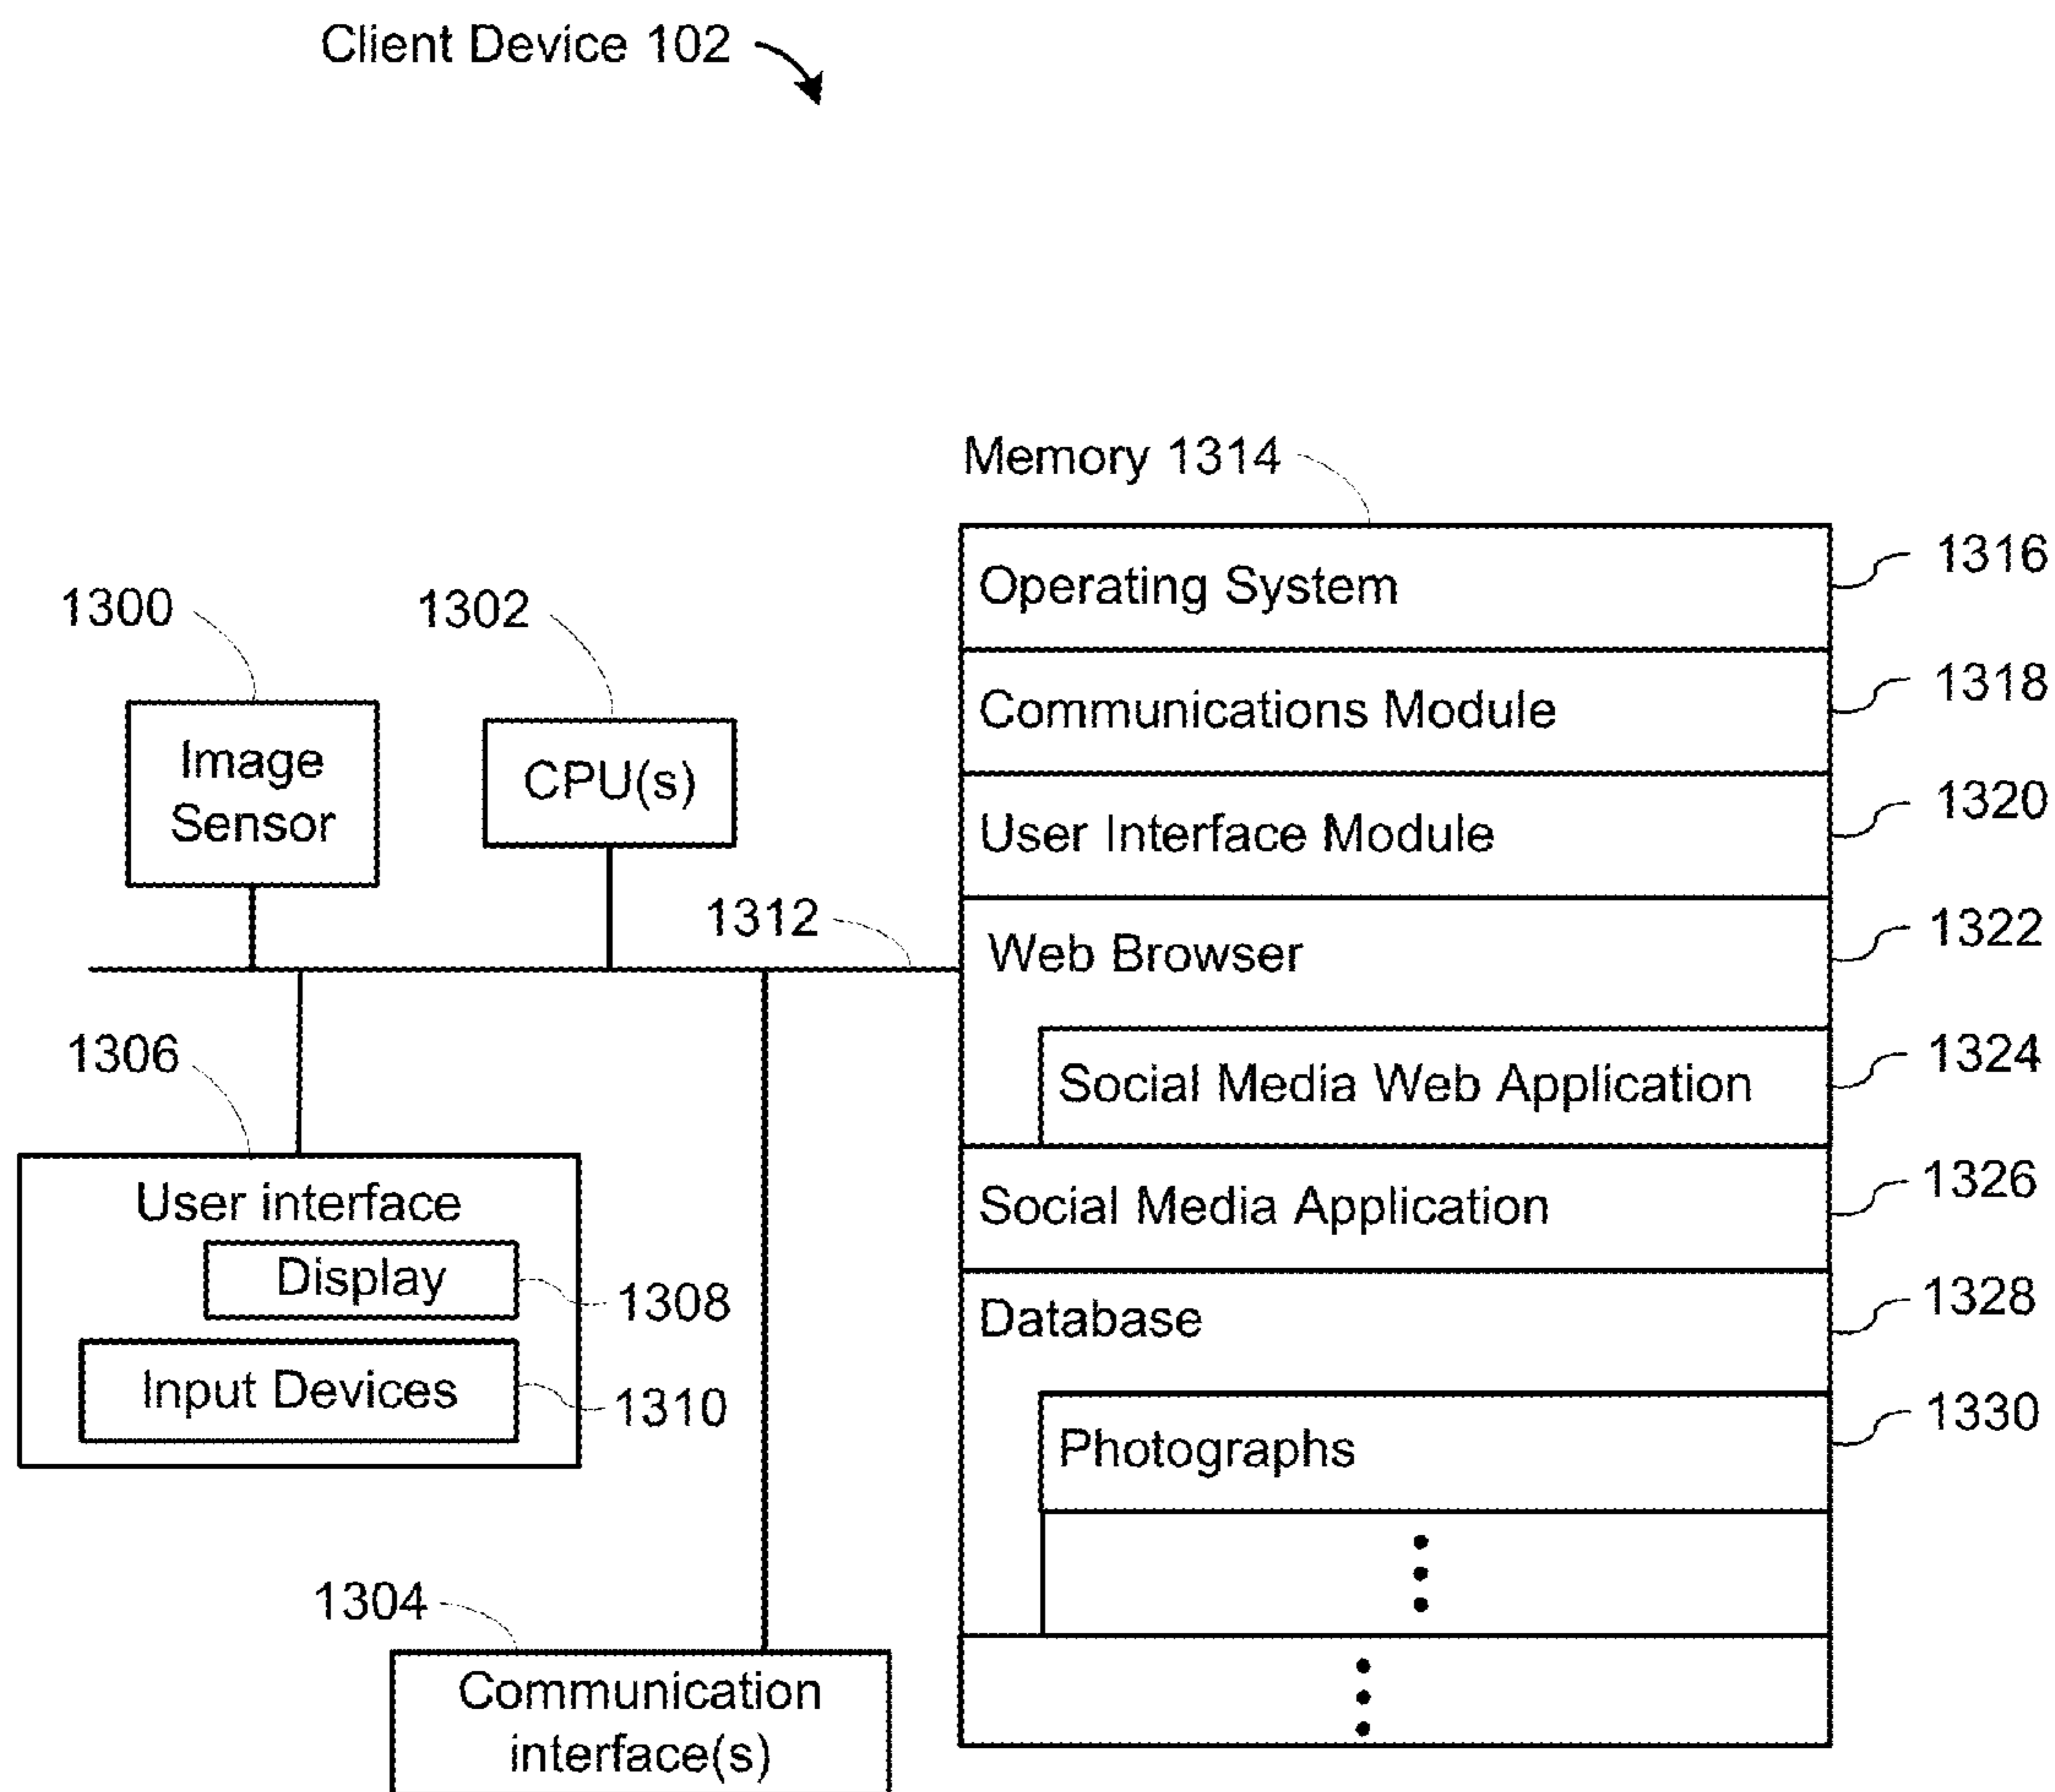 Client Device 102
Memory 1314
Operating System
1316
Communications Module
1318
User Interface Module
1320
Web Browser
1322
Social Media Web Application
1324
Social Media Application
1326
Database
1328
Photographs
1330
1300
Image
Sensor
1302
CPU(s)
1312
1306
User interface
Display
1308
Input Devices
1310
1304
Communication
interface(s)